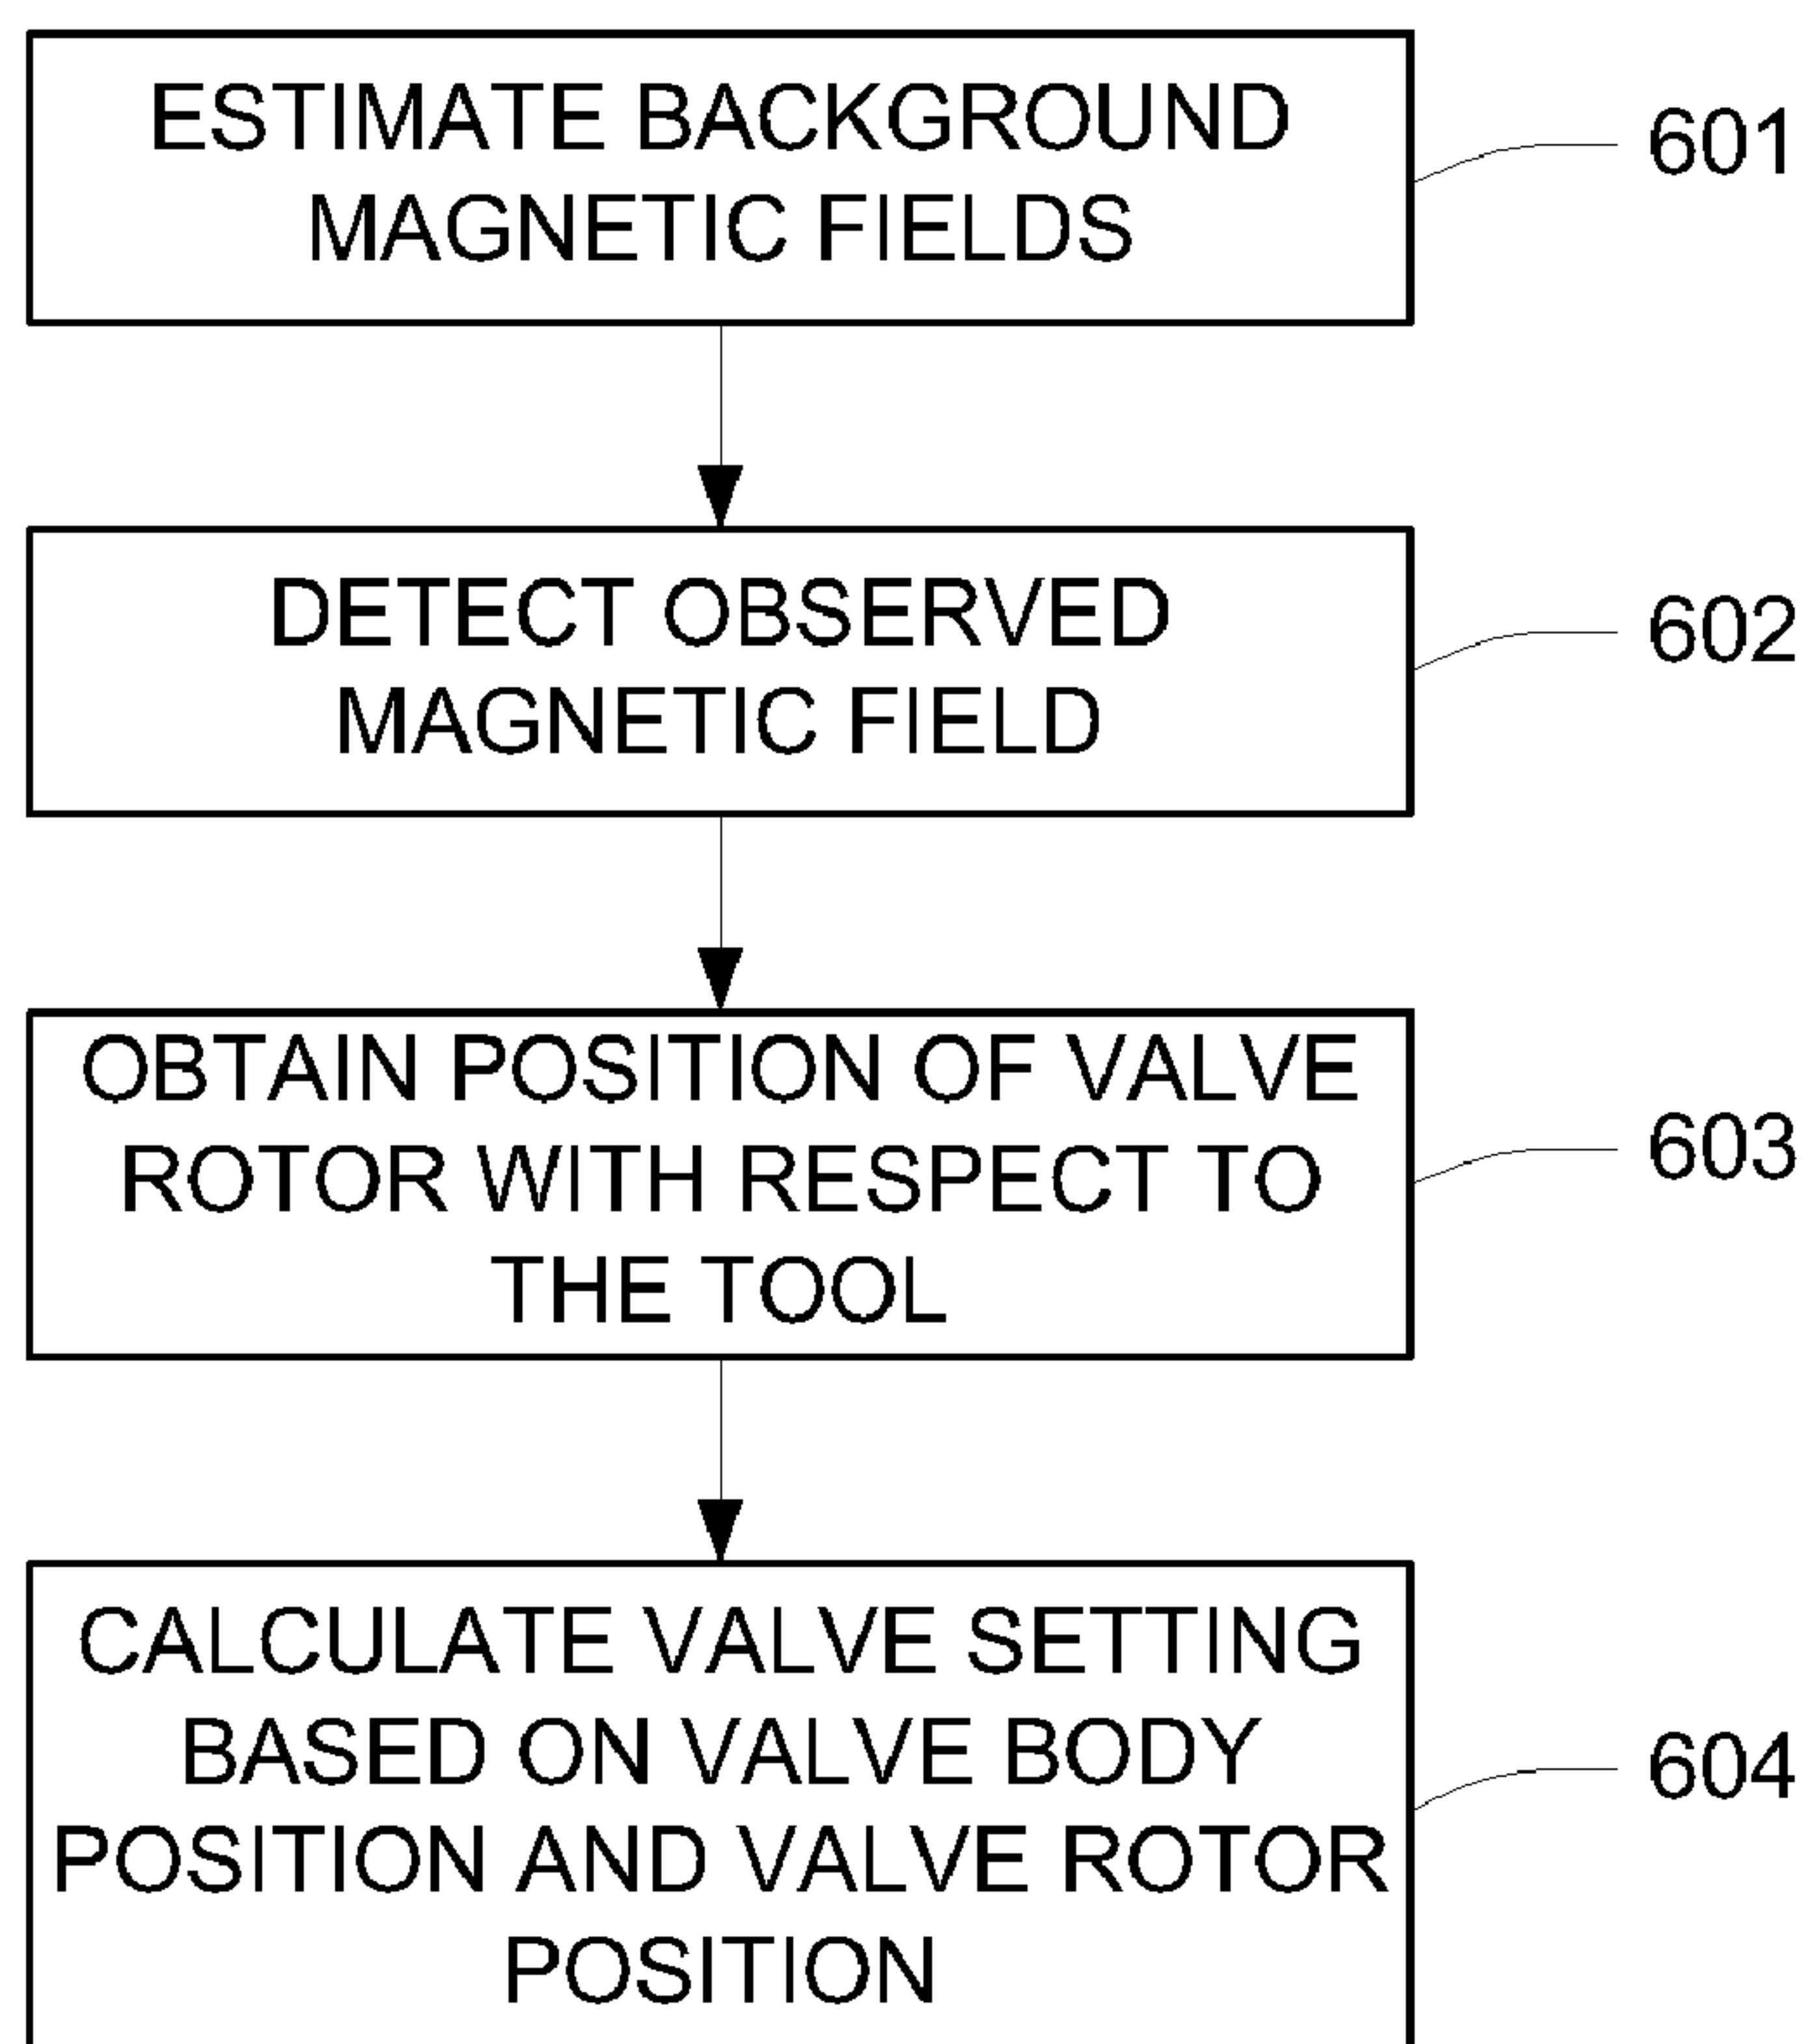 ESTIMATE BACKGROUND
MAGNETIC FIELDS
601
DETECT OBSERVED
MAGNETIC FIELD
602
OBTAIN POSITION OF VALVE
ROTOR WITH RESPECT TO
THE TOOL
603
CALCULATE VALVE SETTING
BASED ON VALVE BODY
POSITION AND VALVE ROTOR
POSITION
604